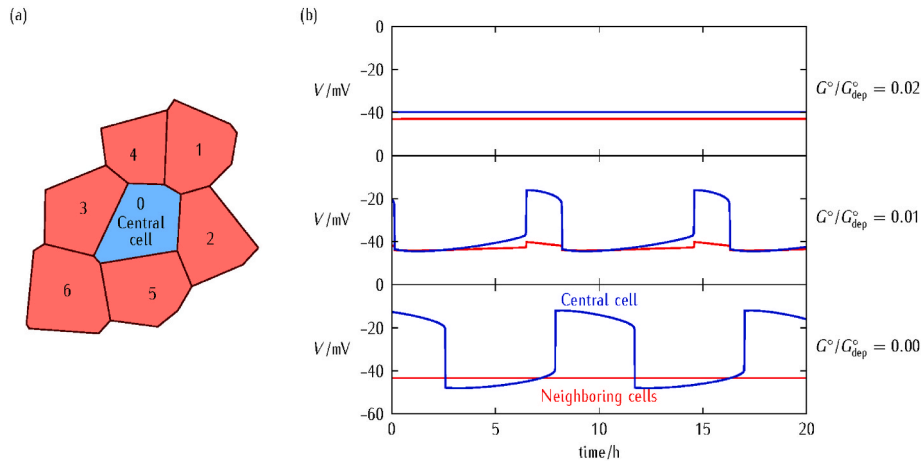 (a)
4
1
0
Central
cell
3
2
6
5
(b)
0
−20
V/mV
−40
G°/G°dep = 0.02
0
−20
V/mV
−40
G°/G°dep = 0.01
0
Central cell
−20
V/mV
−40
G°/G°dep = 0.00
Neighboring cells
−60
0
5
10
15
20
time/h